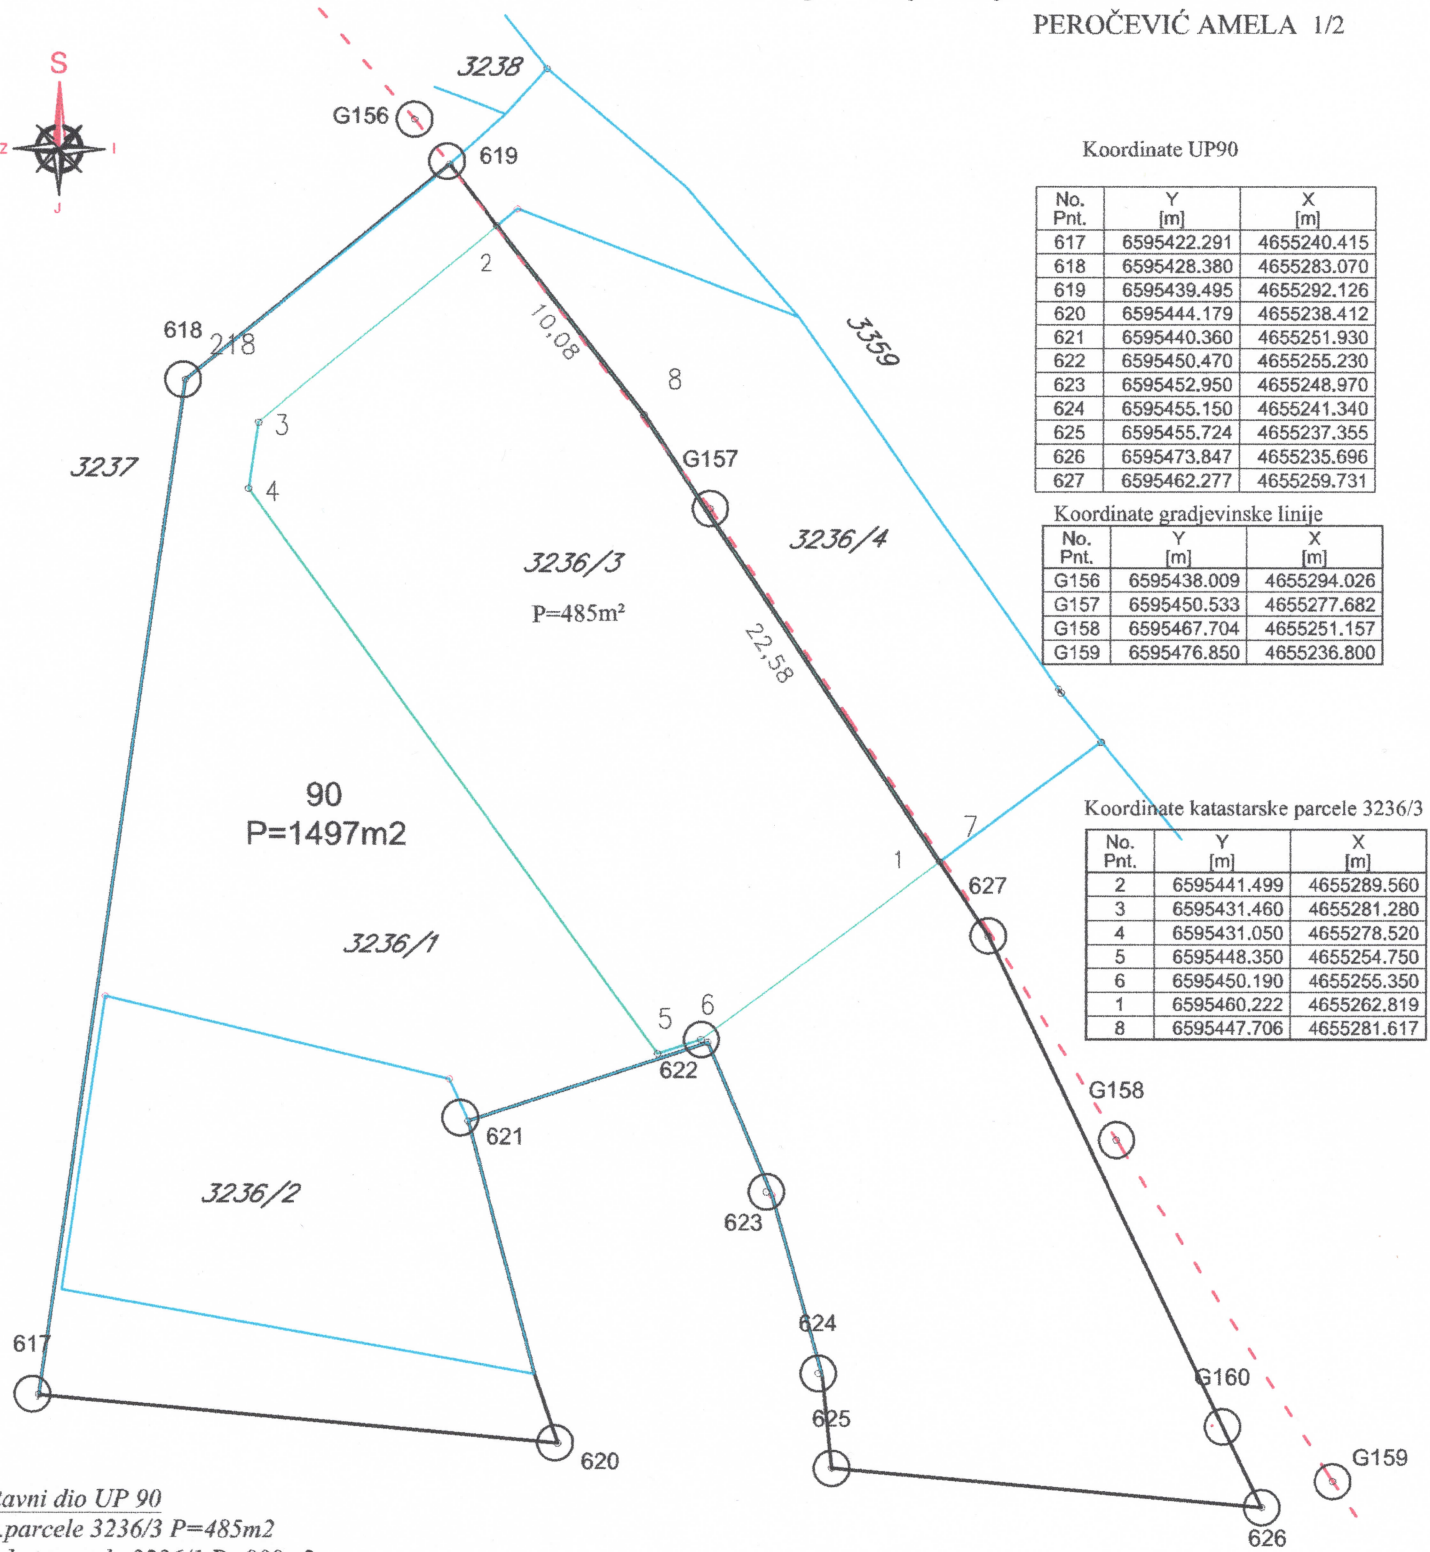 PEROČEVIĆ AMELA 1/2
S
Z
I
J
3238
G156
619
2
10,08
618
218
3
4
3237
8
G157
3359
3236/4
3236/3
P=485m²
22,58
90
P=1497m2
3236/1
7
1
627
5
6
622
621
3236/2
623
G158
624
625
G160
G159
617
620
626
Koordinate UP90
No. Pnt. Y [m] X [m]
617 6595422.291 4655240.415
618 6595428.380 4655283.070
619 6595439.495 4655292.126
620 6595444.179 4655238.412
621 6595440.360 4655251.930
622 6595450.470 4655255.230
623 6595452.950 4655248.970
624 6595455.150 4655241.340
625 6595455.724 4655237.355
626 6595473.847 4655235.696
627 6595462.277 4655259.731
Koordinate gradjevinske linije
No. Pnt. Y [m] X [m]
G156 6595438.009 4655294.026
G157 6595450.533 4655277.682
G158 6595467.704 4655251.157
G159 6595476.850 4655236.800
Koordinate katastarske parcele 3236/3
No. Pnt. Y [m] X [m]
2 6595441.499 4655289.560
3 6595431.460 4655281.280
4 6595431.050 4655278.520
5 6595448.350 4655254.750
6 6595450.190 4655255.350
1 6595460.222 4655262.819
8 6595447.706 4655281.617
tavni dio UP 90
.parcele 3236/3 P=485m2